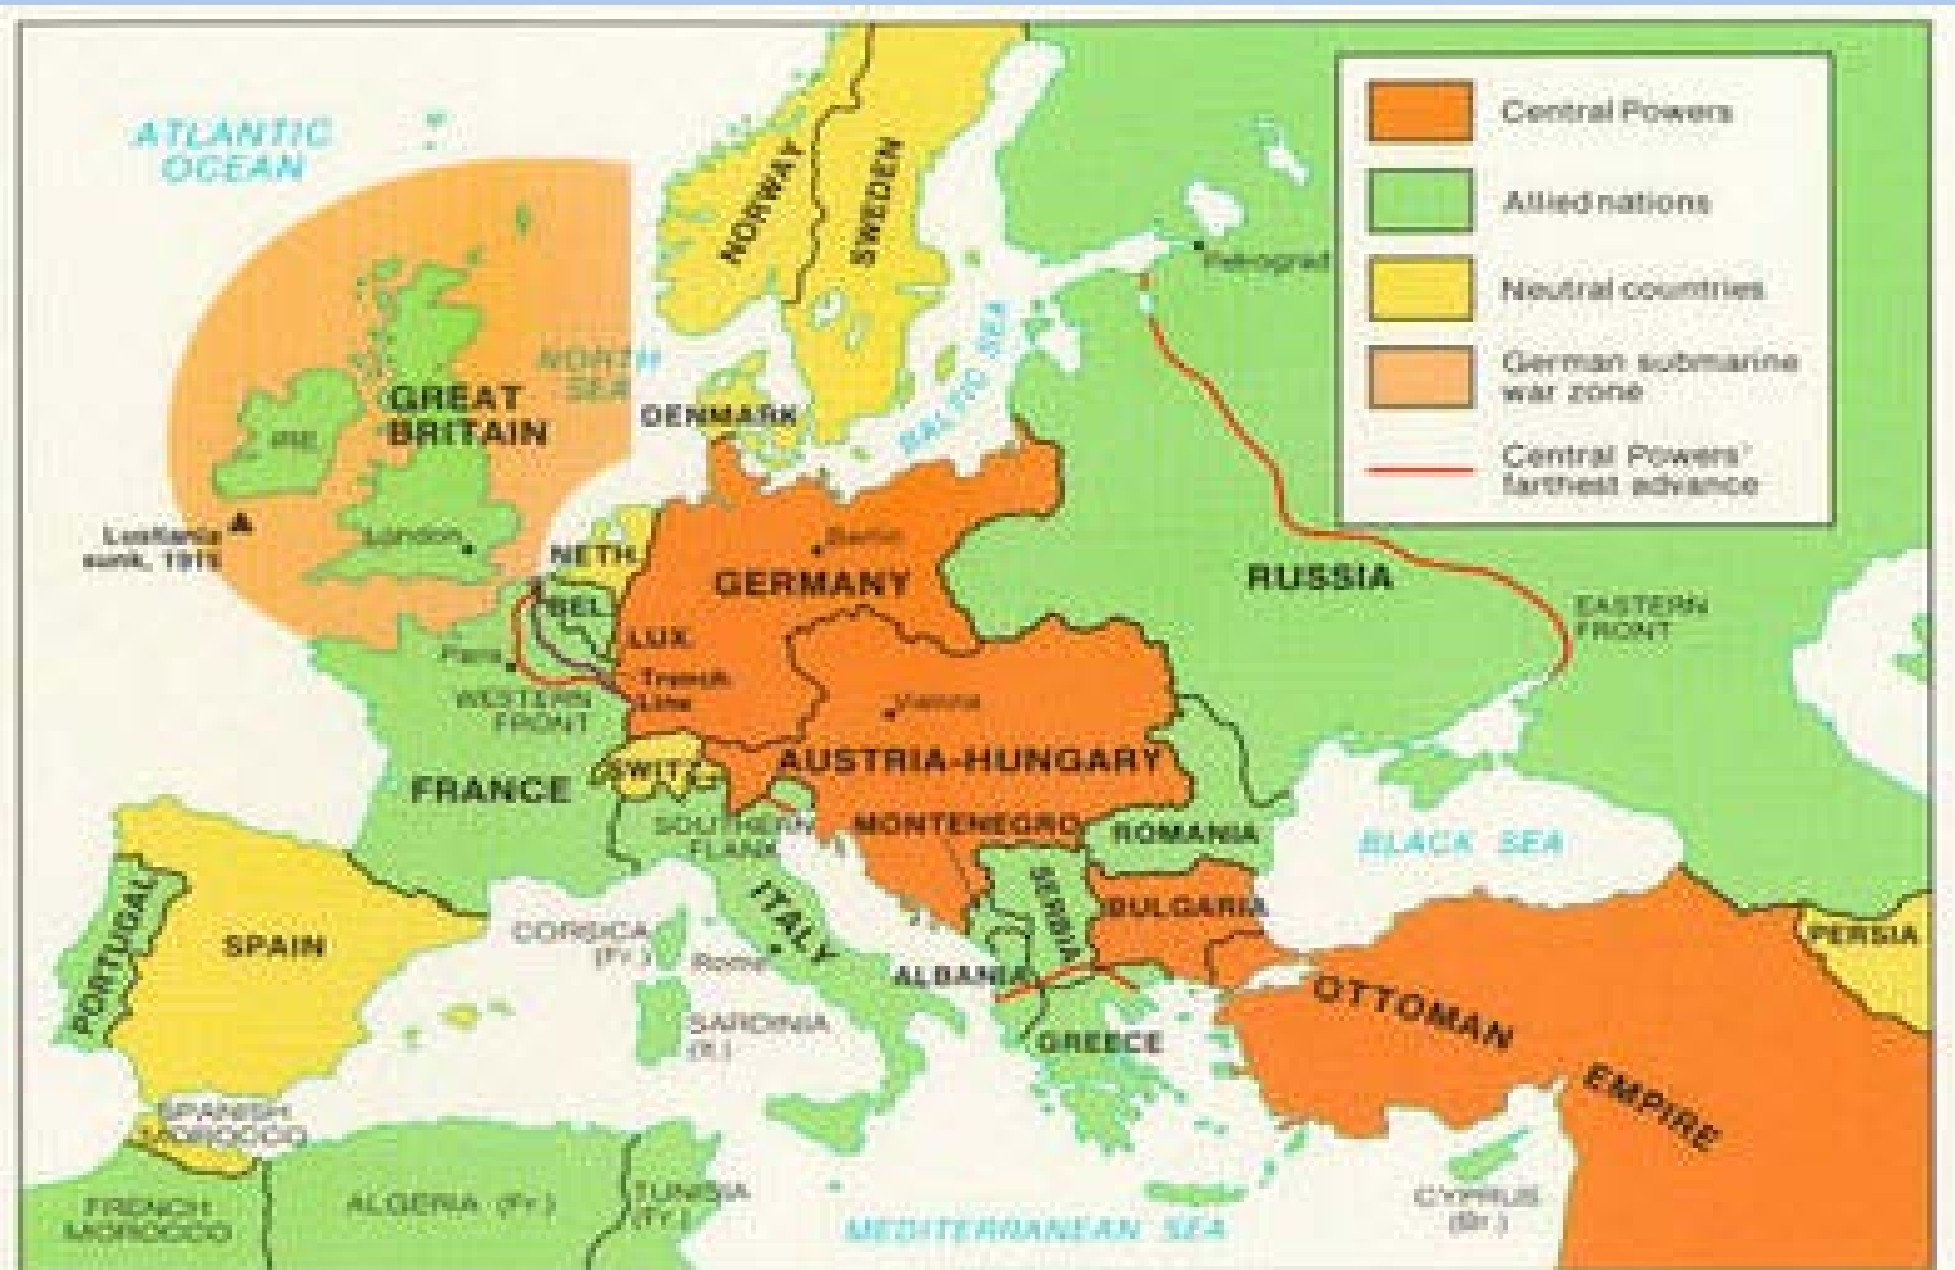 ATLANTIC
OCEAN
NORWAY
SWEDEN
Petrograd
Central Powers
Allied nations
Neutral countries
German submarine
war zone
Central Powers'
farthest advance
NORTH
SEA
BALTIC SEA
GREAT
BRITAIN
IRE.
DENMARK
London
Lusitania
sunk, 1915
NETH.
Berlin
GERMANY
BEL.
LUX.
RUSSIA
EASTERN
FRONT
Paris
Trench
Line
WESTERN
FRONT
Vienna
AUSTRIA-HUNGARY
SWITZ.
FRANCE
SOUTHERN
FLANK
MONTENEGRO
ROMANIA
BLACK SEA
SERBIA
BULGARIA
ITALY
PORTUGAL
SPAIN
CORSICA
(Fr.)
Rome
ALBANIA
PERSIA
OTTOMAN
EMPIRE
SARDINIA
(It.)
GREECE
SPANISH
MOROCCO
FRENCH
MOROCCO
ALGERIA (Fr.)
TUNISIA
(Fr.)
MEDITERRANEAN SEA
CYPRUS
(Br.)